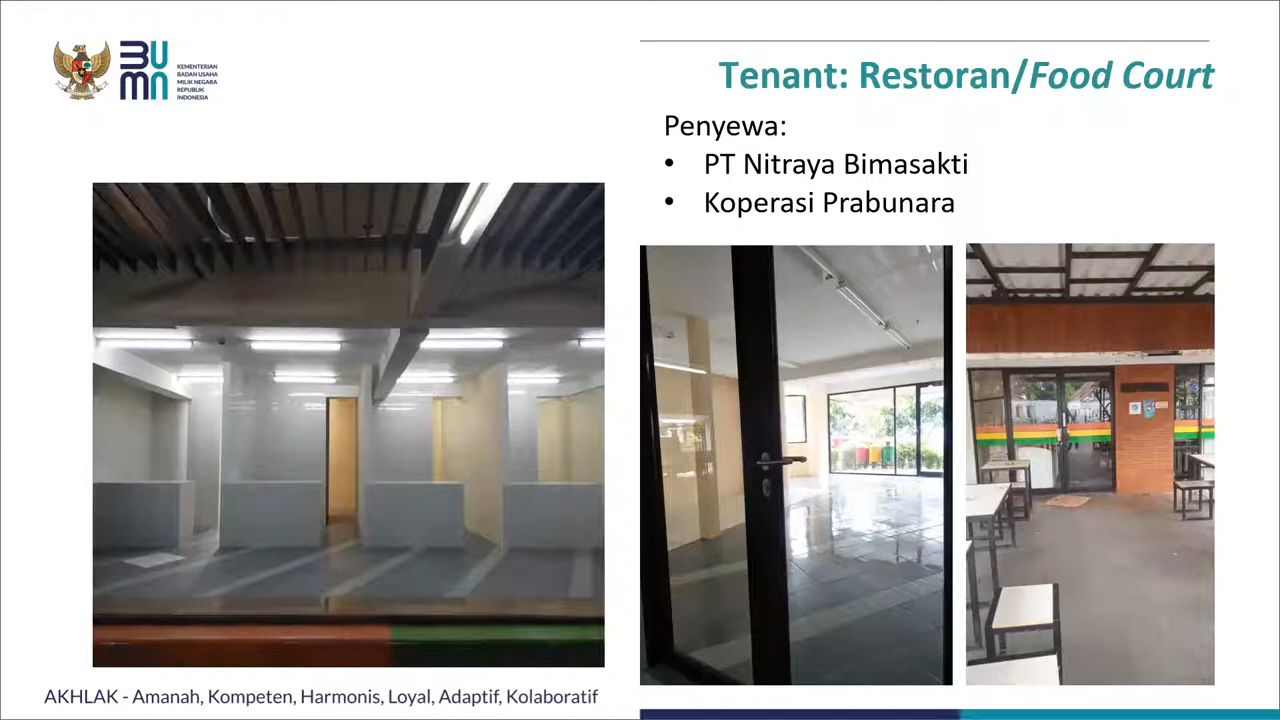 BUMN
KEMENTERIAN
BADAN USAHA
MILIK NEGARA
REPUBLIK
INDONESIA
Tenant: Restoran/Food Court
Penyewa:
• PT Nitraya Bimasakti
• Koperasi Prabunara
AKHLAK - Amanah, Kompeten, Harmonis, Loyal, Adaptif, Kolaboratif